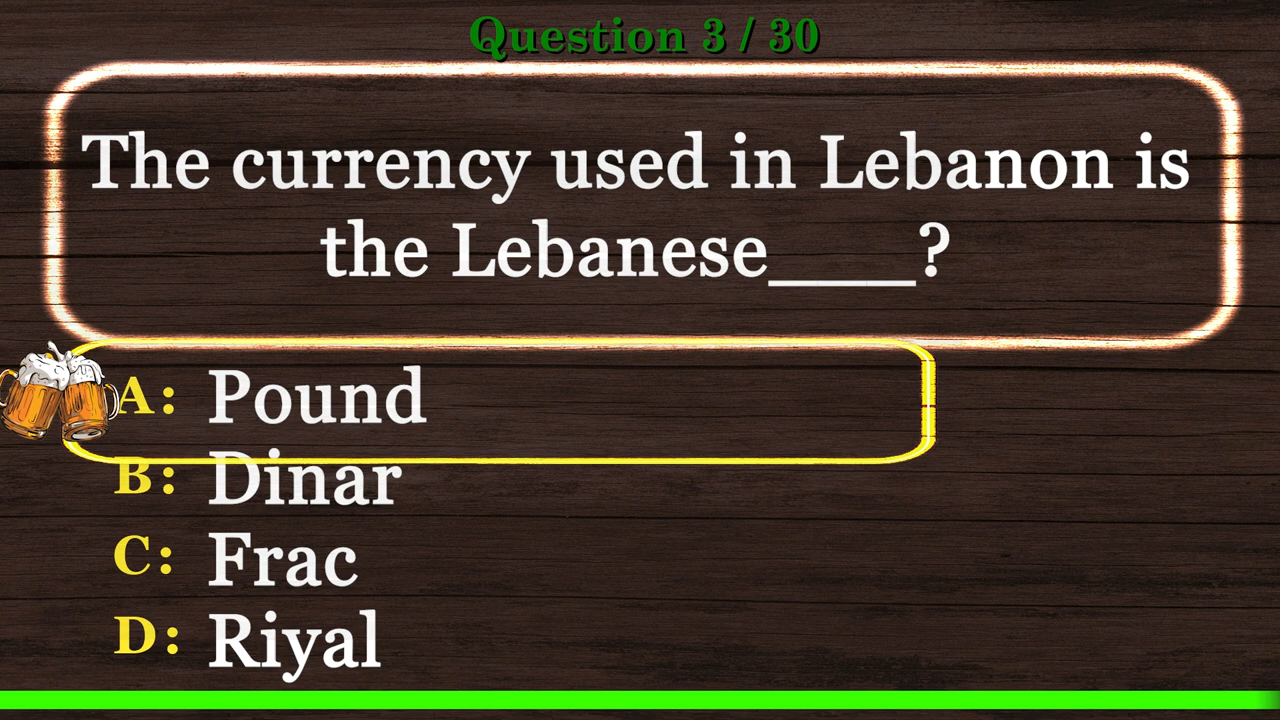 Question 3 / 30
The currency used in Lebanon is
the Lebanese____?
A: Pound
B: Dinar
C: Frac
D: Riyal